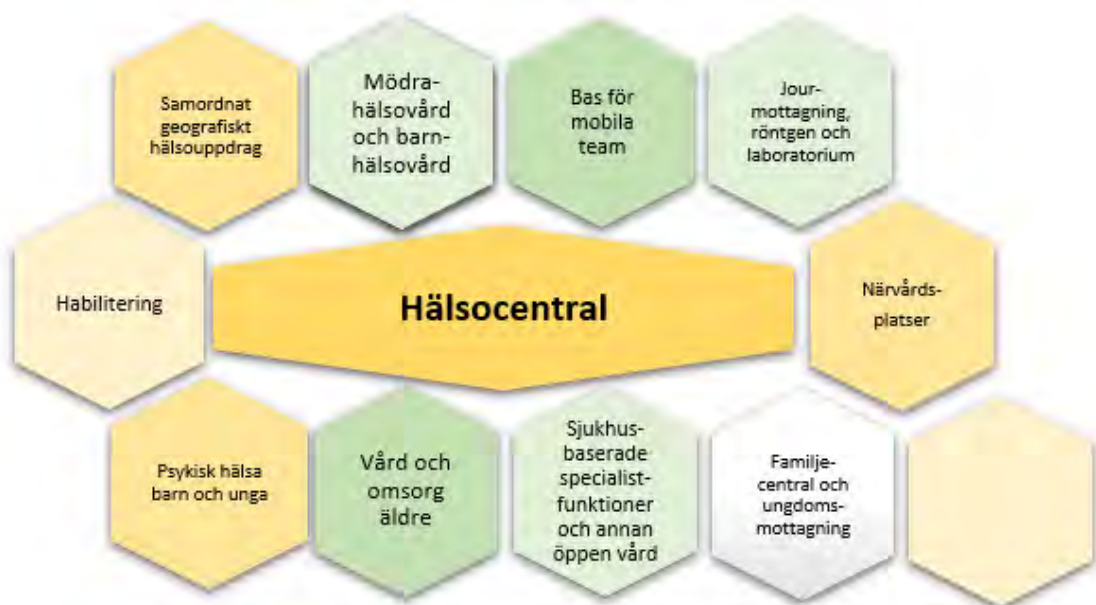 Samordnat
geografiskt
hälsouppdrag
Mödra-
hälsovård
och barn-
hälsovård
Bas för
mobila
team
Jour-
mottagning,
röntgen och
laboratorium
Habilitering
Hälsocentral
Närvårds-
platser
Psykisk hälsa
barn och unga
Vård och
omsorg
äldre
Sjukhus-
baserade
specialist-
funktioner
och annan
öppen vård
Familje-
central och
ungdoms-
mottagning